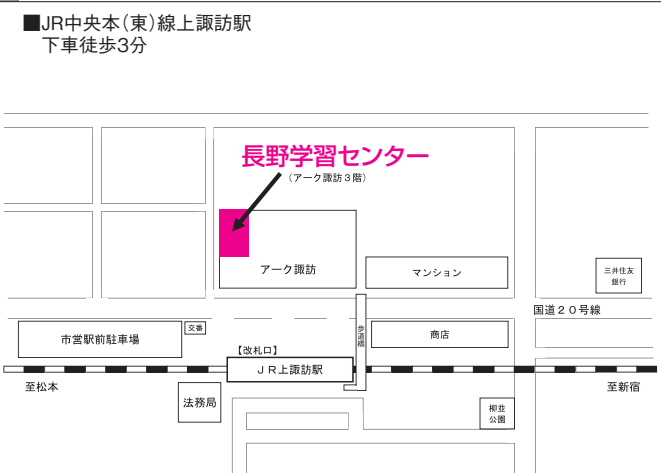 ■JR中央本(東)線上諏訪駅
下車徒歩3分
長野学習センター
(アーク諏訪3階)
アーク諏訪
マンション
三井住友
銀行
国道20号線
市営駅前駐車場
交番
歩道橋
商店
【改札口】
JR上諏訪駅
至松本
至新宿
法務局
柳並
公園